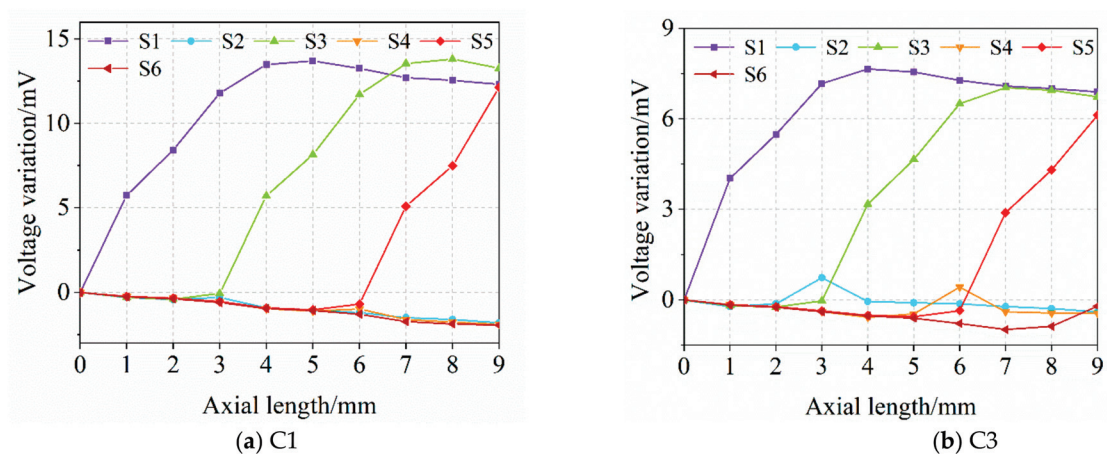 S1 S2 S3 S4 S5
S6
15
10
5
0
Voltage variation/mV
0 1 2 3 4 5 6 7 8 9
Axial length/mm
(a) C1
S1 S2 S3 S4 S5
S6
9
6
3
0
Voltage variation/mV
0 1 2 3 4 5 6 7 8 9
Axial length/mm
(b) C3